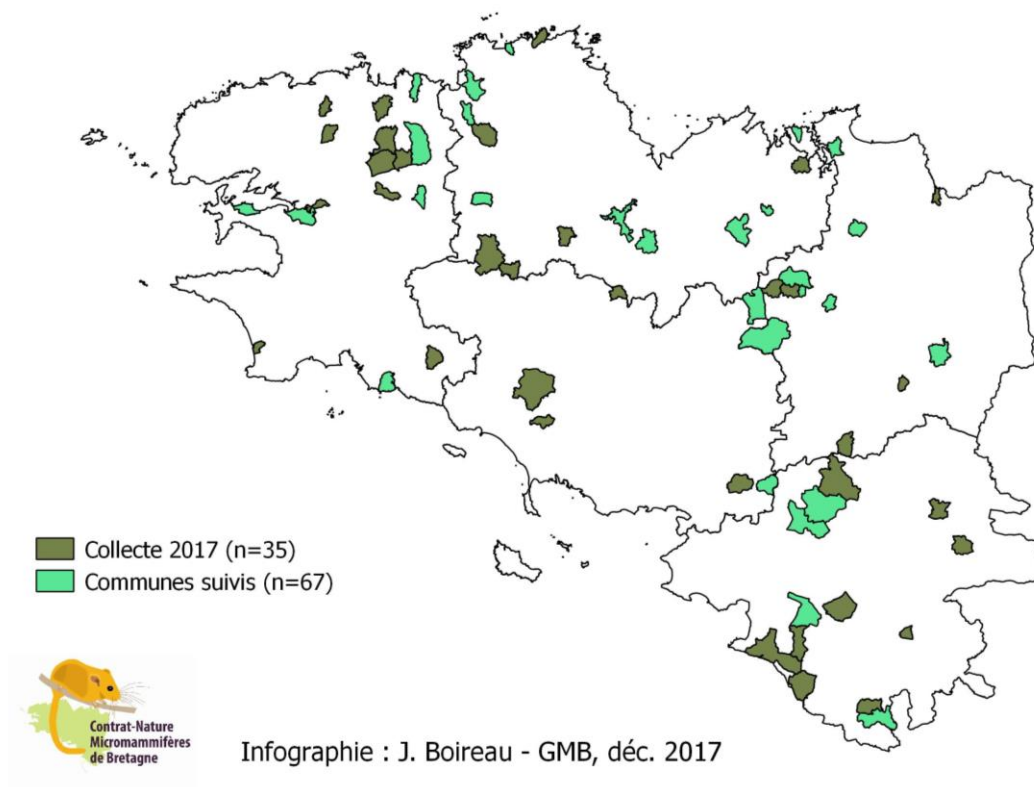 Collecte 2017 (n=35)
Communes suivis (n=67)
Contrat-Nature
Micromammifères
de Bretagne
Infographie : J. Boireau - GMB, déc. 2017